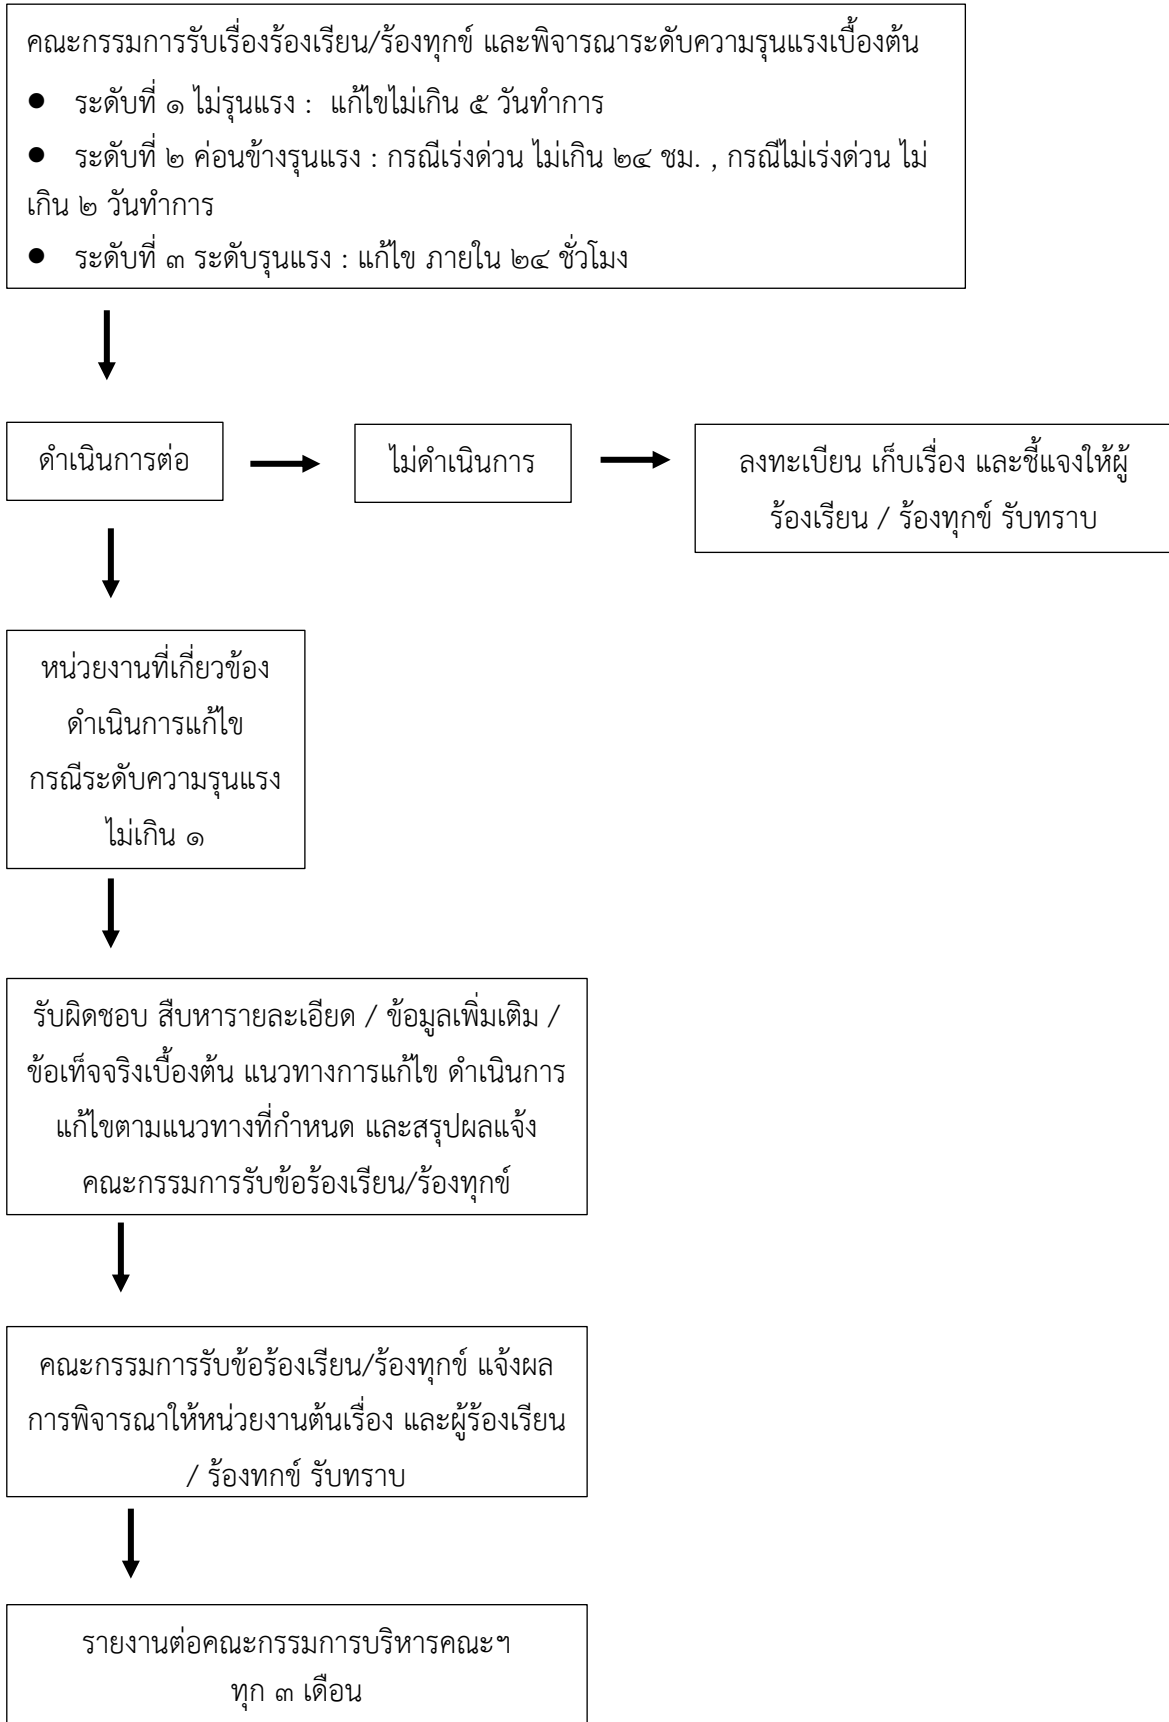 คณะกรรมการรับเรื่องร้องเรียน/ร้องทุกข์ และพิจารณาระดับความรุนแรงเบื้องต้น
● ระดับที่ ๑ ไม่รุนแรง : แก้ไขไม่เกิน ๕ วันทำการ
● ระดับที่ ๒ ค่อนข้างรุนแรง : กรณีเร่งด่วน ไม่เกิน ๒๔ ชม. , กรณีไม่เร่งด่วน ไม่
เกิน ๒ วันทำการ
● ระดับที่ ๓ ระดับรุนแรง : แก้ไข ภายใน ๒๔ ชั่วโมง
ดำเนินการต่อ
ไม่ดำเนินการ
ลงทะเบียน เก็บเรื่อง และชี้แจงให้ผู้
ร้องเรียน / ร้องทุกข์ รับทราบ
หน่วยงานที่เกี่ยวข้อง
ดำเนินการแก้ไข
กรณีระดับความรุนแรง
ไม่เกิน ๑
รับผิดชอบ สืบหารายละเอียด / ข้อมูลเพิ่มเติม /
ข้อเท็จจริงเบื้องต้น แนวทางการแก้ไข ดำเนินการ
แก้ไขตามแนวทางที่กำหนด และสรุปผลแจ้ง
คณะกรรมการรับข้อร้องเรียน/ร้องทุกข์
คณะกรรมการรับข้อร้องเรียน/ร้องทุกข์ แจ้งผล
การพิจารณาให้หน่วยงานต้นเรื่อง และผู้ร้องเรียน
/ ร้องทกข์ รับทราบ
รายงานต่อคณะกรรมการบริหารคณะฯ
ทุก ๓ เดือน